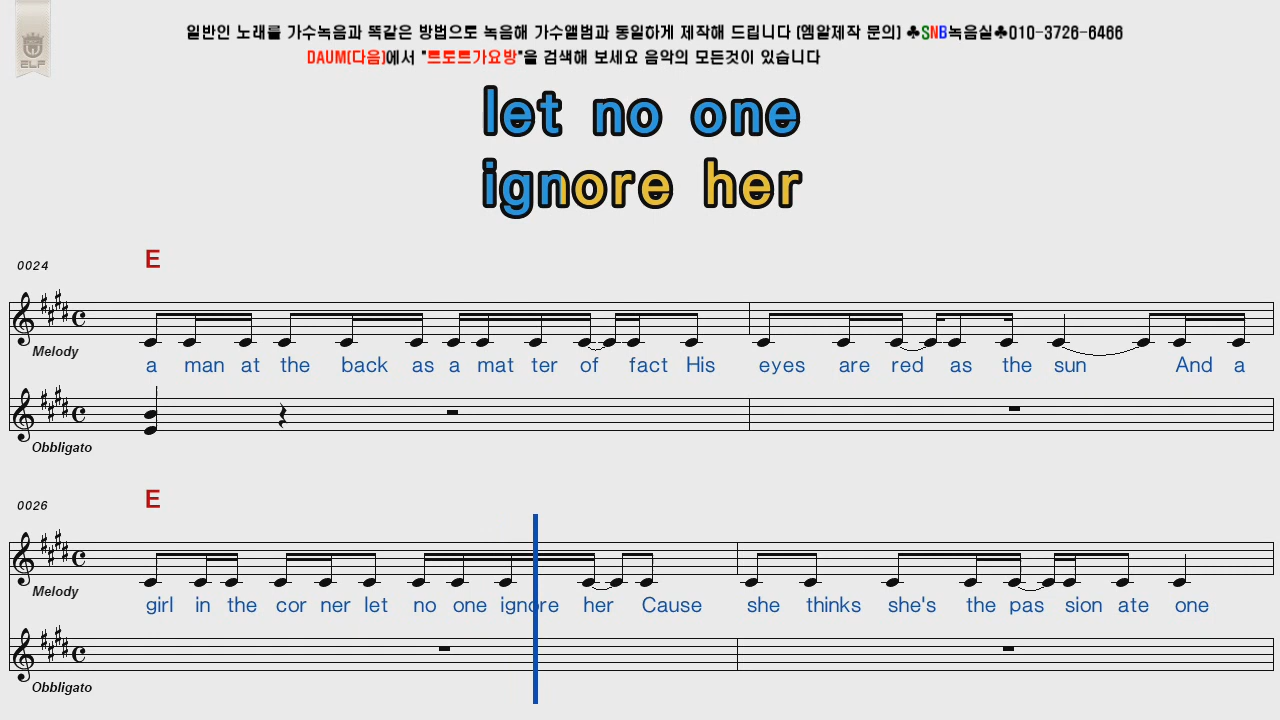 일반인 노래를 가수녹음과 똑같은 방법으로 녹음해 가수앨범과 동일하게 제작해 드립니다 (엠알제작 문의) ♣SNB녹음실♣010-3726-6466
DAUM(다음)에서 "트로트가요방"을 검색해 보세요 음악의 모든것이 있습니다
ELF
let no one
ignore her
0024
E
Melody
a man at the back as a mat ter of fact His eyes are red as the sun And a
Obbligato
0026
E
Melody
girl in the cor ner let no one ignore her Cause she thinks she's the pas sion ate one
Obbligato